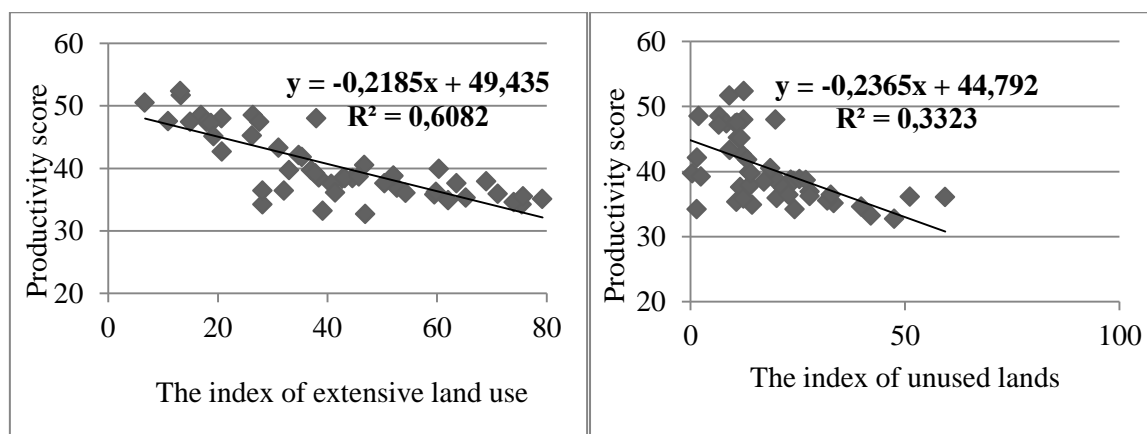 60
50
40
30
20
Productivity score
y = -0,2185x + 49,435
R² = 0,6082
0 20 40 60 80
The index of extensive land use
60
50
40
30
20
Productivity score
y = -0,2365x + 44,792
R² = 0,3323
0 50 100
The index of unused lands